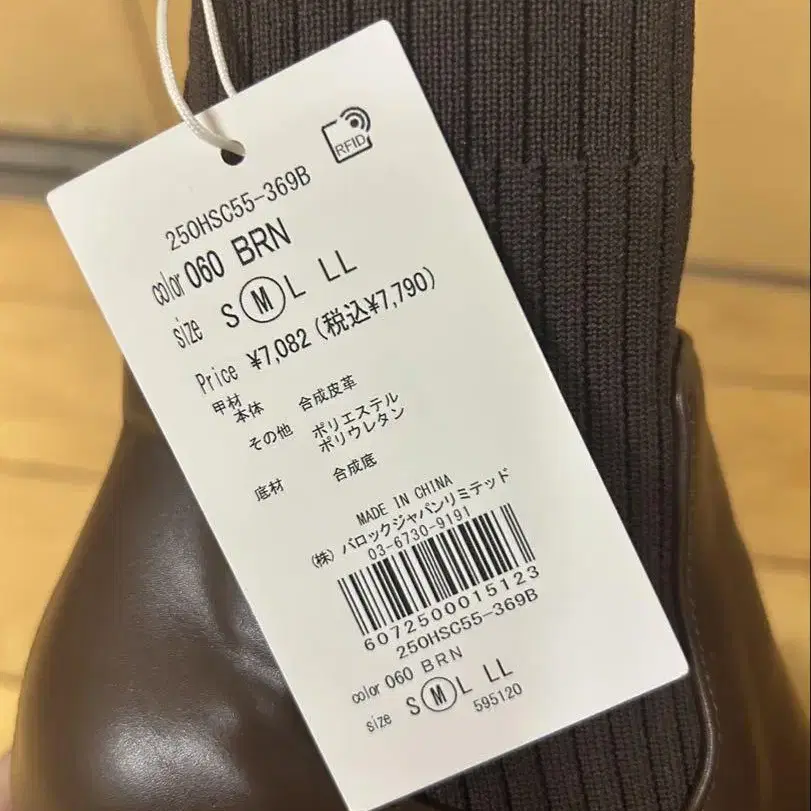 RFID
250HSC55-369B
color 060 BRN
size S M L LL
Price ¥7,082 (税込¥7,790)
甲材
本体 合成皮革
その他 ポリエステル
ポリウレタン
底材 合成底
MADE IN CHINA
(株) バロックジャパンリミテッド
03-6730-9191
6072500015123
250HSC55-369B
color 060 BRN
size S M L LL
595120